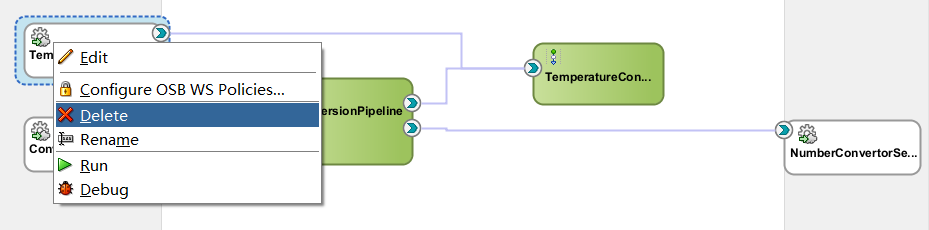 Tem
Edit
Configure OSB WS Policies...
Delete
Rename
Run
Debug
Con
ersionPipeline
TemperatureCon...
NumberConvertorSe...